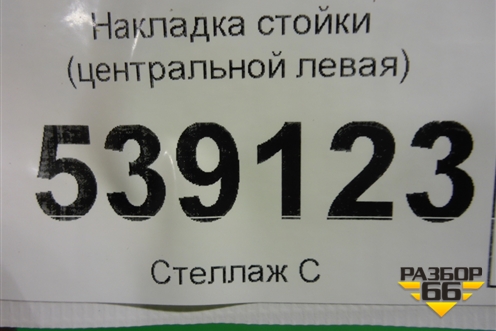 Накладка стойки
(центральной левая)
539123
Стеллаж С
РАЗБОР
66